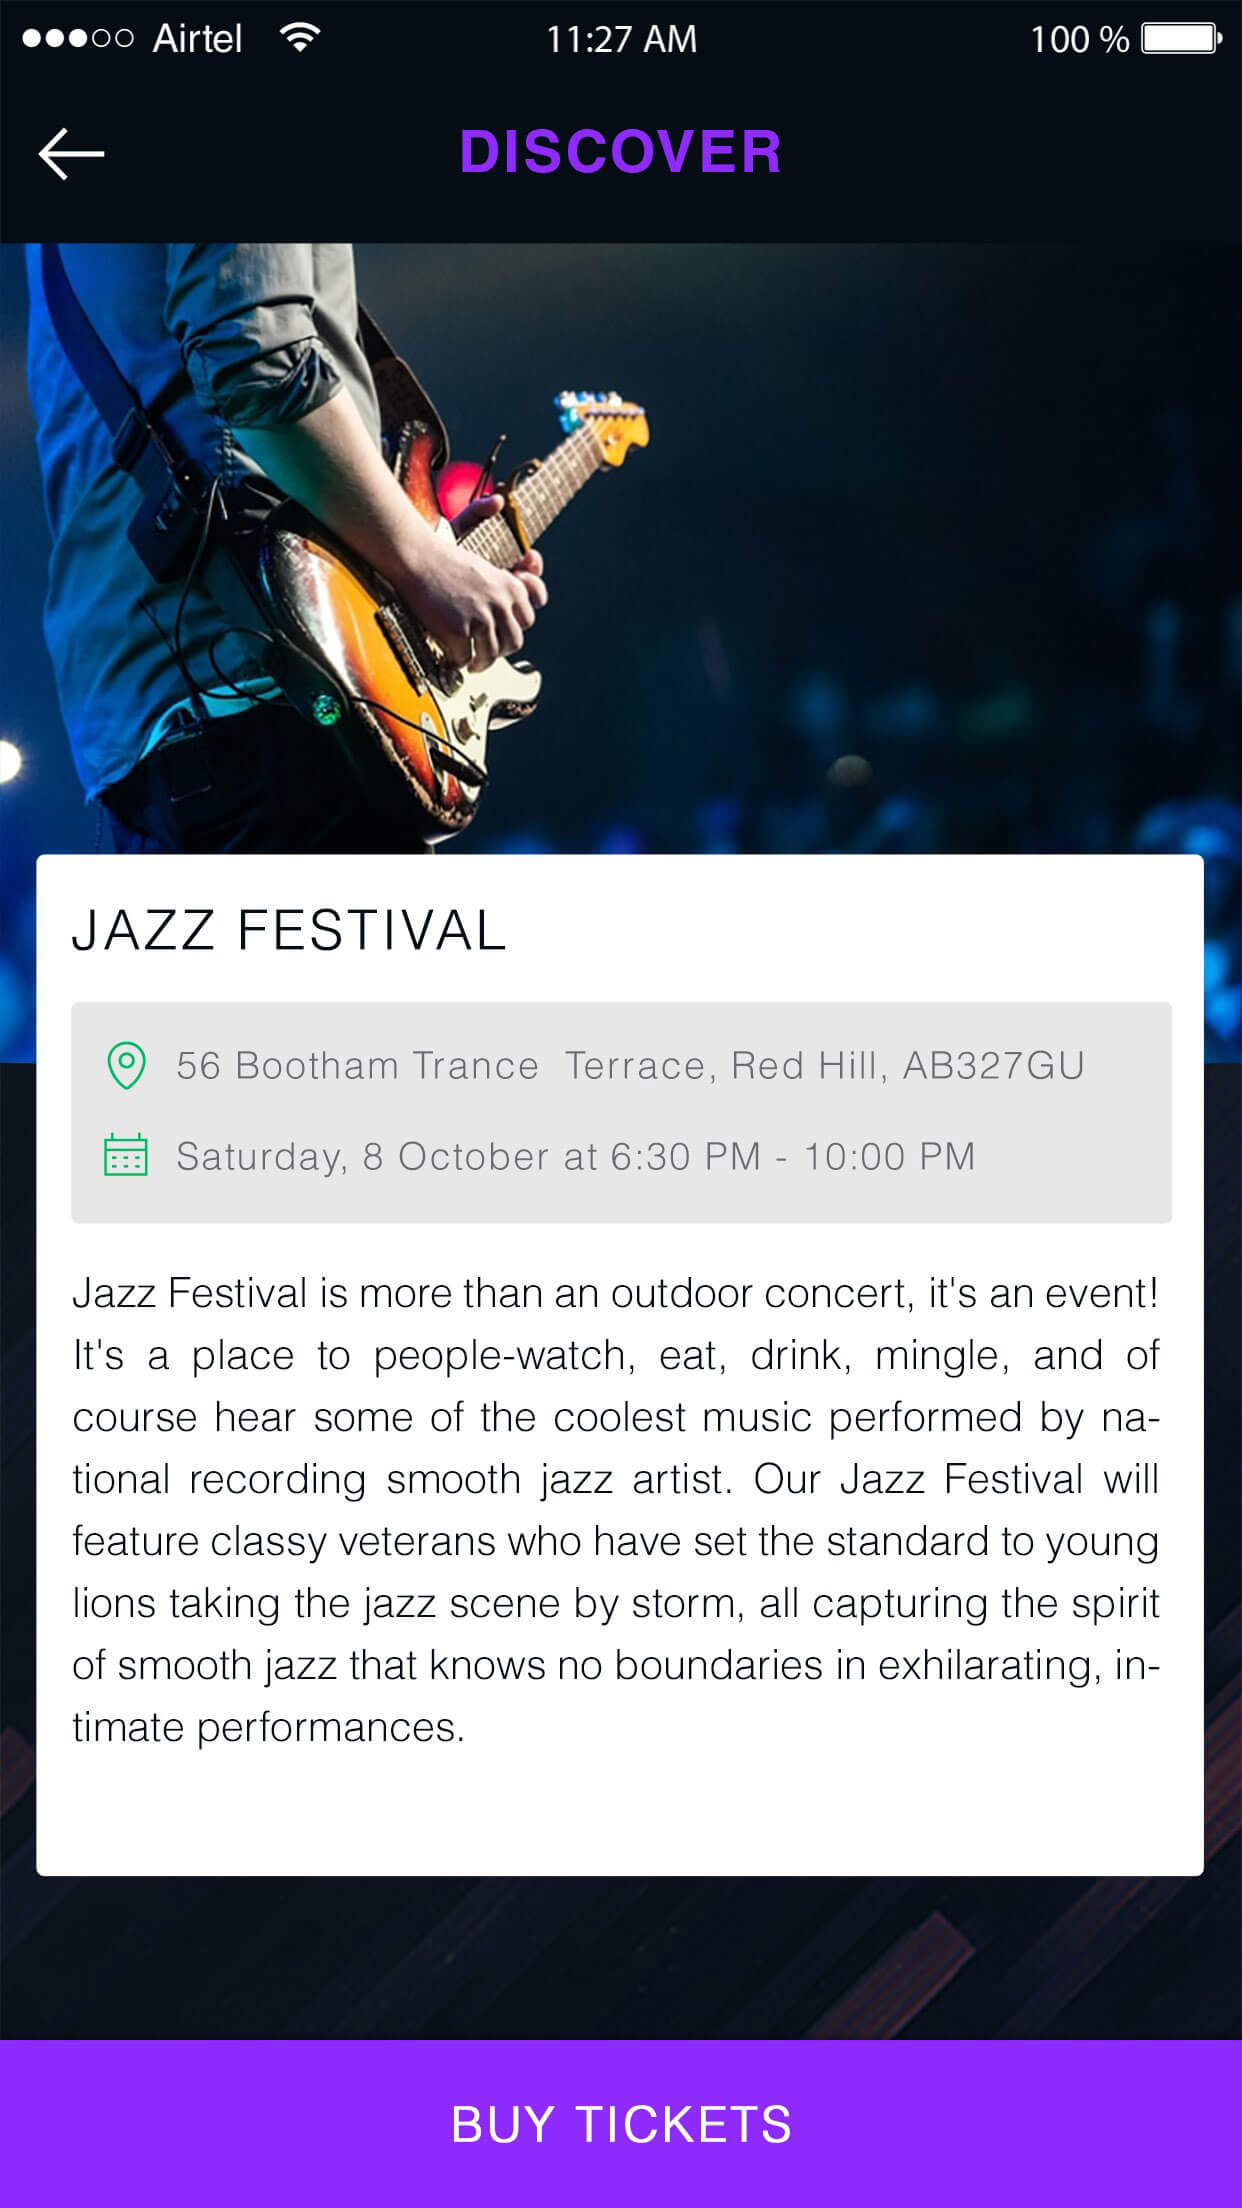 Airtel 11:27 AM 100 %
DISCOVER
JAZZ FESTIVAL
56 Bootham Trance Terrace, Red Hill, AB327GU
Saturday, 8 October at 6:30 PM - 10:00 PM
Jazz Festival is more than an outdoor concert, it's an event!
It's a place to people-watch, eat, drink, mingle, and of
course hear some of the coolest music performed by na-
tional recording smooth jazz artist. Our Jazz Festival will
feature classy veterans who have set the standard to young
lions taking the jazz scene by storm, all capturing the spirit
of smooth jazz that knows no boundaries in exhilarating, in-
timate performances.
BUY TICKETS